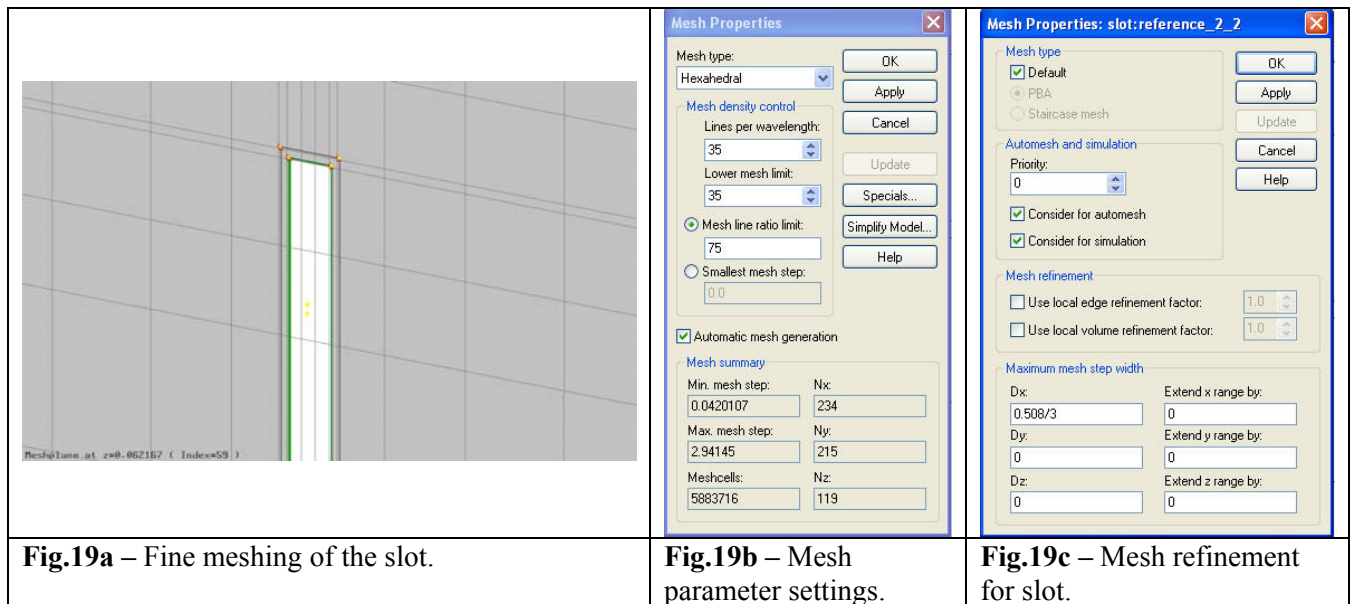 Meshplane at z=0.062167 ( Index=59 )
Fig.19a – Fine meshing of the slot.
Mesh Properties
Mesh type:
Hexahedral
OK
Apply
Cancel
Update
Specials...
Simplify Model...
Help
Mesh density control
Lines per wavelength:
35
Lower mesh limit:
35
Mesh line ratio limit:
75
Smallest mesh step:
0.0
Automatic mesh generation
Mesh summary
Min. mesh step: Nx:
0.0420107 234
Max. mesh step: Ny:
2.94145 215
Meshcells: Nz:
5883716 119
Fig.19b – Mesh
parameter settings.
Mesh Properties: slot:reference_2_2
Mesh type
Default
PBA
Staircase mesh
OK
Apply
Update
Cancel
Help
Automesh and simulation
Priority:
0
Consider for automesh
Consider for simulation
Mesh refinement
Use local edge refinement factor: 1.0
Use local volume refinement factor: 1.0
Maximum mesh step width
Dx: Extend x range by:
0.508/3 0
Dy: Extend y range by:
0 0
Dz: Extend z range by:
0 0
Fig.19c – Mesh refinement
for slot.